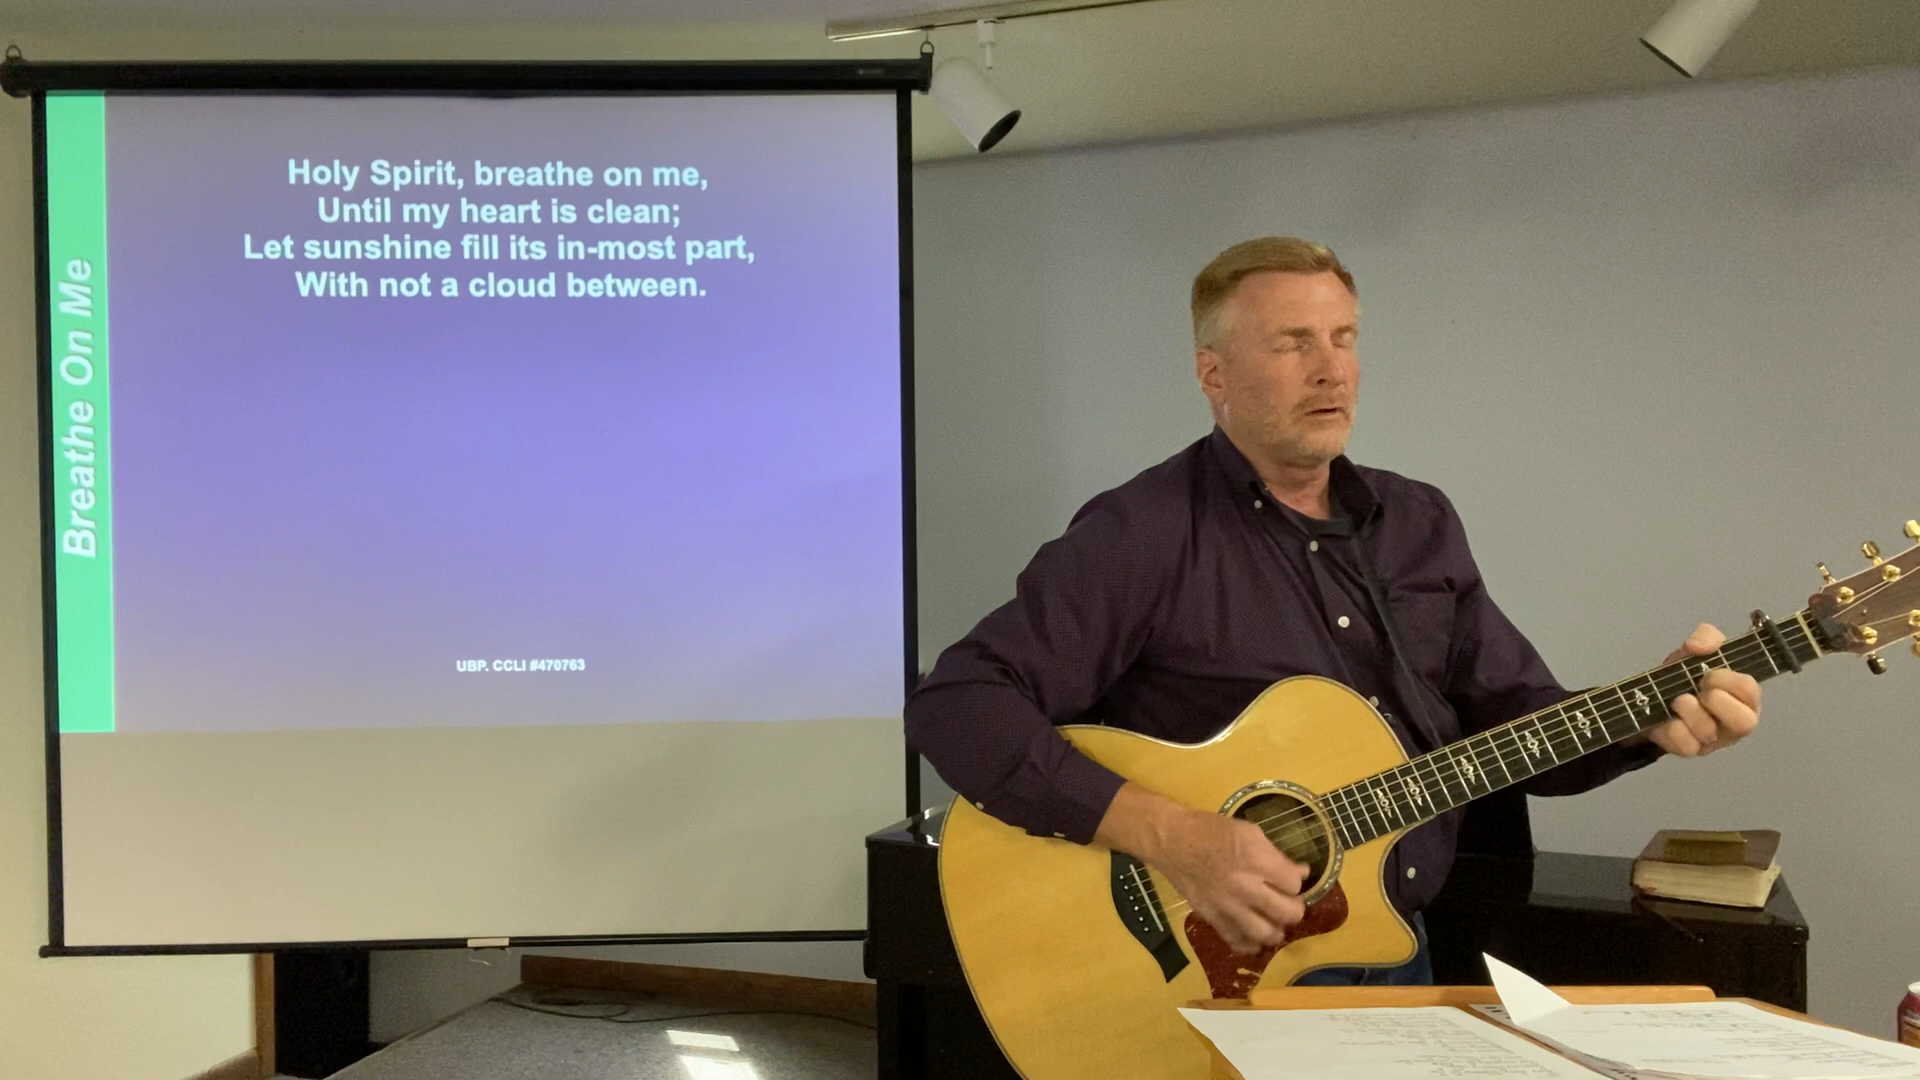 Breathe On Me
Holy Spirit, breathe on me,
Until my heart is clean;
Let sunshine fill its in-most part,
With not a cloud between.
UBP. CCLI #470763